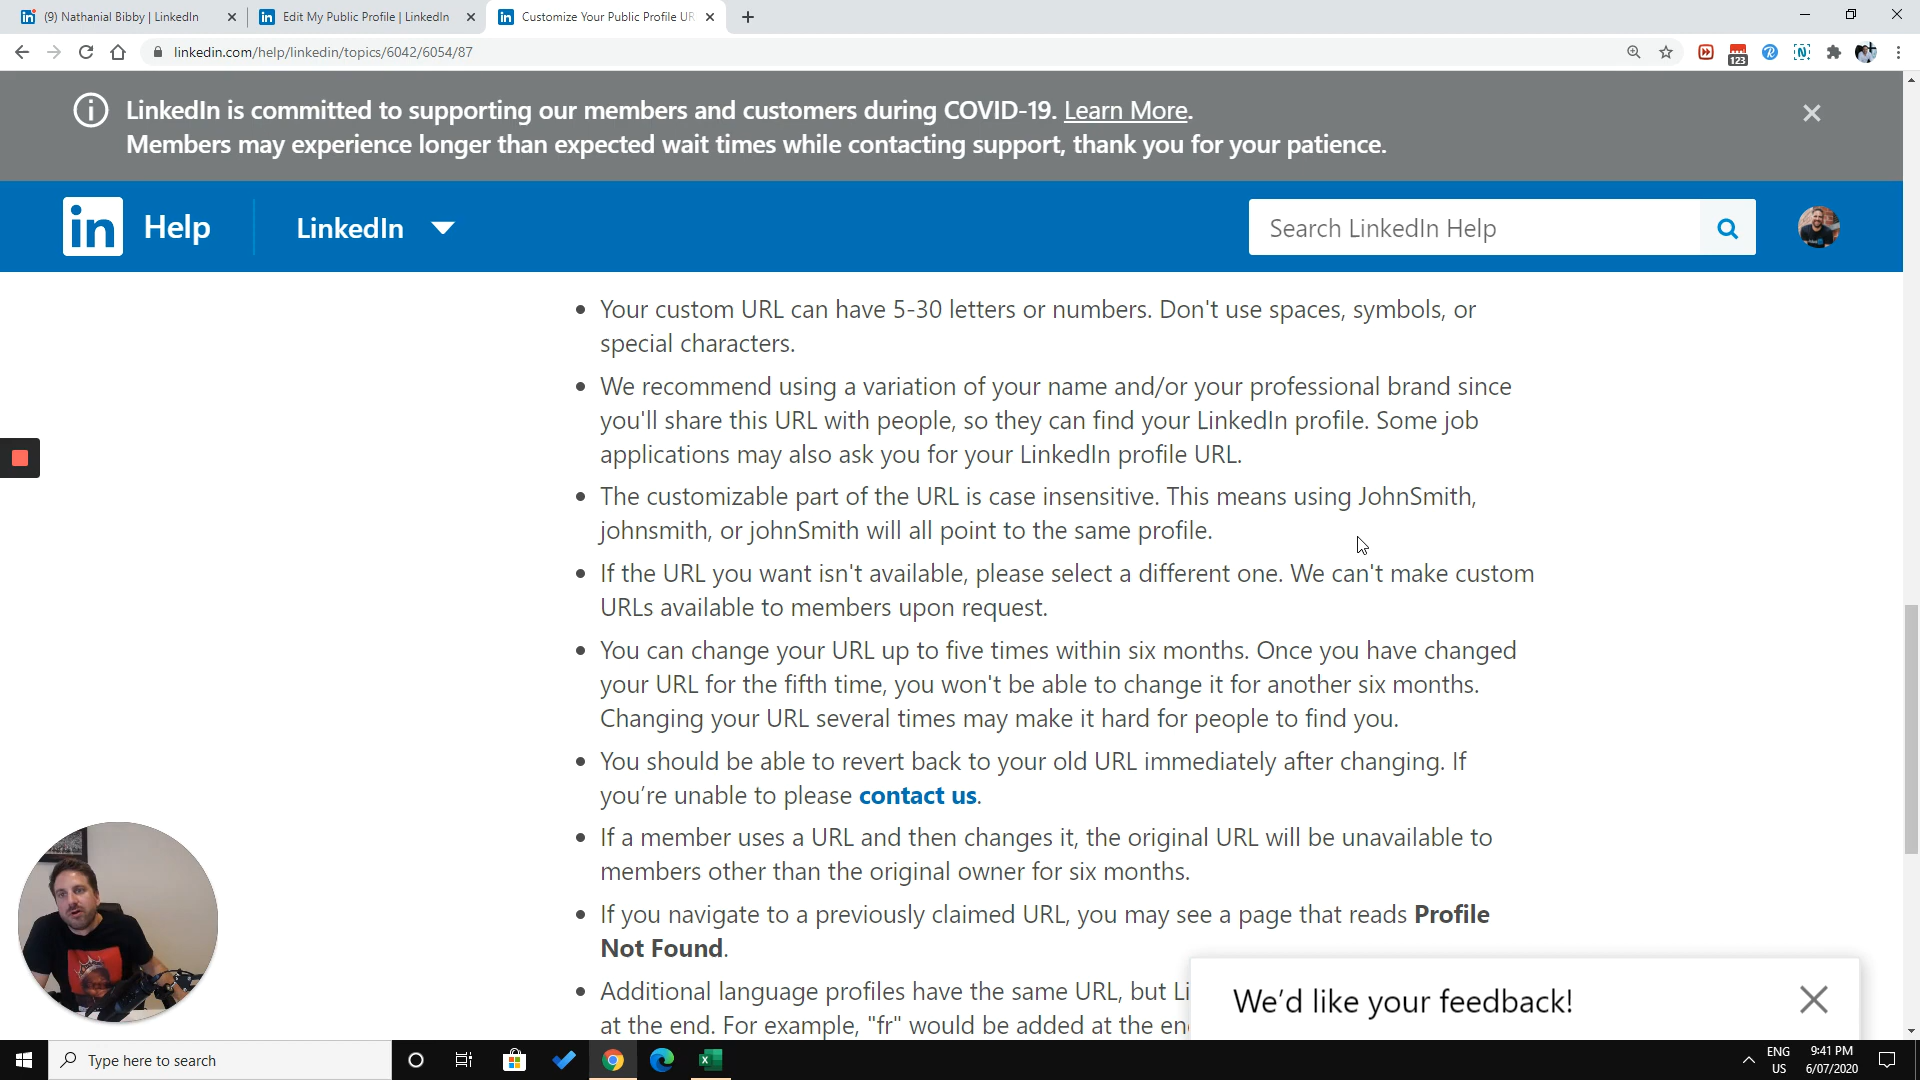 (9) Nathanial Bibby | LinkedIn
Edit My Public Profile | LinkedIn
Customize Your Public Profile UR
linkedin.com/help/linkedin/topics/6042/6054/87
123
LinkedIn is committed to supporting our members and customers during COVID-19. Learn More.
Members may experience longer than expected wait times while contacting support, thank you for your patience.
in Help LinkedIn
Search LinkedIn Help
• Your custom URL can have 5-30 letters or numbers. Don't use spaces, symbols, or
special characters.
• We recommend using a variation of your name and/or your professional brand since
you'll share this URL with people, so they can find your LinkedIn profile. Some job
applications may also ask you for your LinkedIn profile URL.
• The customizable part of the URL is case insensitive. This means using JohnSmith,
johnsmith, or johnSmith will all point to the same profile.
• If the URL you want isn't available, please select a different one. We can't make custom
URLs available to members upon request.
• You can change your URL up to five times within six months. Once you have changed
your URL for the fifth time, you won't be able to change it for another six months.
Changing your URL several times may make it hard for people to find you.
• You should be able to revert back to your old URL immediately after changing. If
you’re unable to please contact us.
• If a member uses a URL and then changes it, the original URL will be unavailable to
members other than the original owner for six months.
• If you navigate to a previously claimed URL, you may see a page that reads Profile
Not Found.
• Additional language profiles have the same URL, but Li
at the end. For example, "fr" would be added at the en
We’d like your feedback!
Type here to search
ENG
US
9:41 PM
6/07/2020